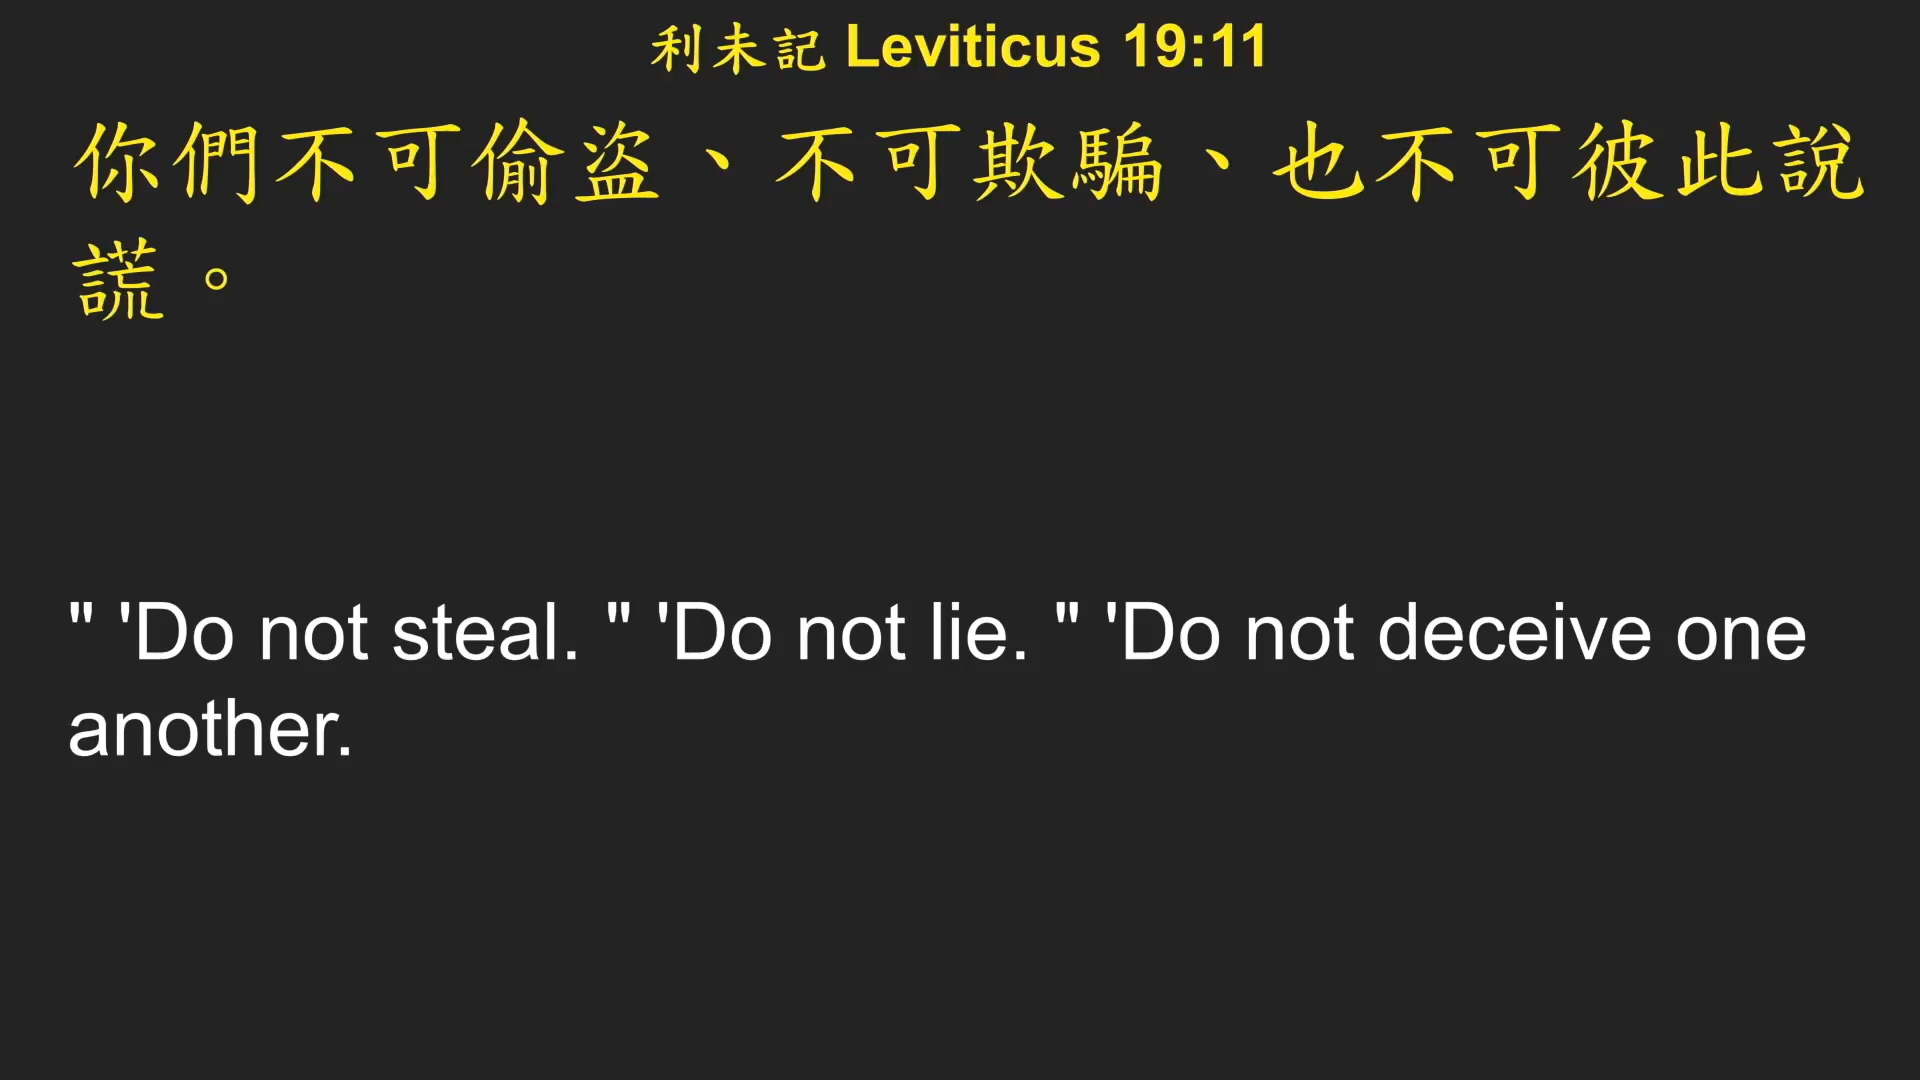 利未記 Leviticus 19:11
你們不可偷盜、不可欺騙、也不可彼此說
謊。
" 'Do not steal. " 'Do not lie. " 'Do not deceive one
another.